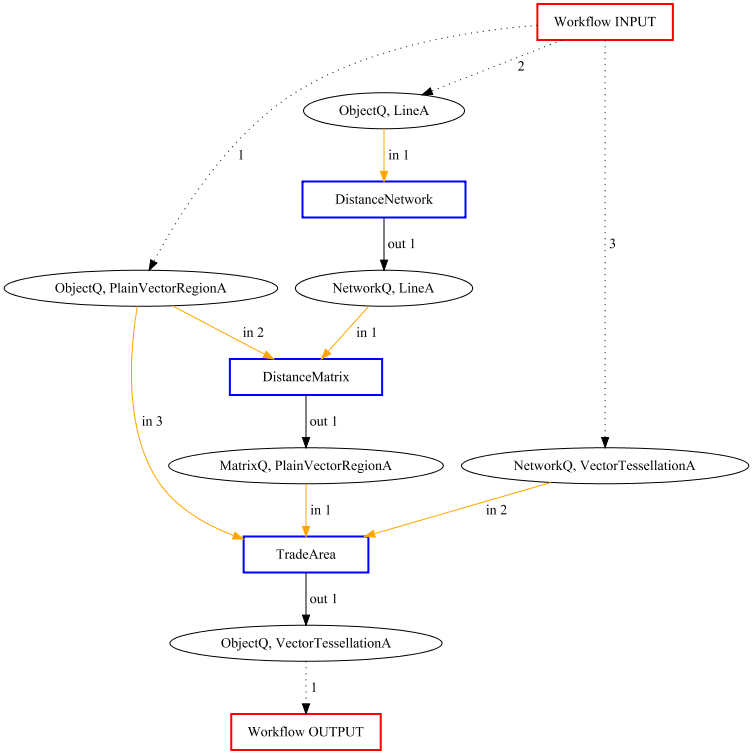 Workflow INPUT
2
ObjectQ, LineA
1
in 1
DistanceNetwork
3
out 1
ObjectQ, PlainVectorRegionA
NetworkQ, LineA
in 2
in 1
DistanceMatrix
in 3
out 1
MatrixQ, PlainVectorRegionA
NetworkQ, VectorTessellationA
in 1
in 2
TradeArea
out 1
ObjectQ, VectorTessellationA
1
Workflow OUTPUT